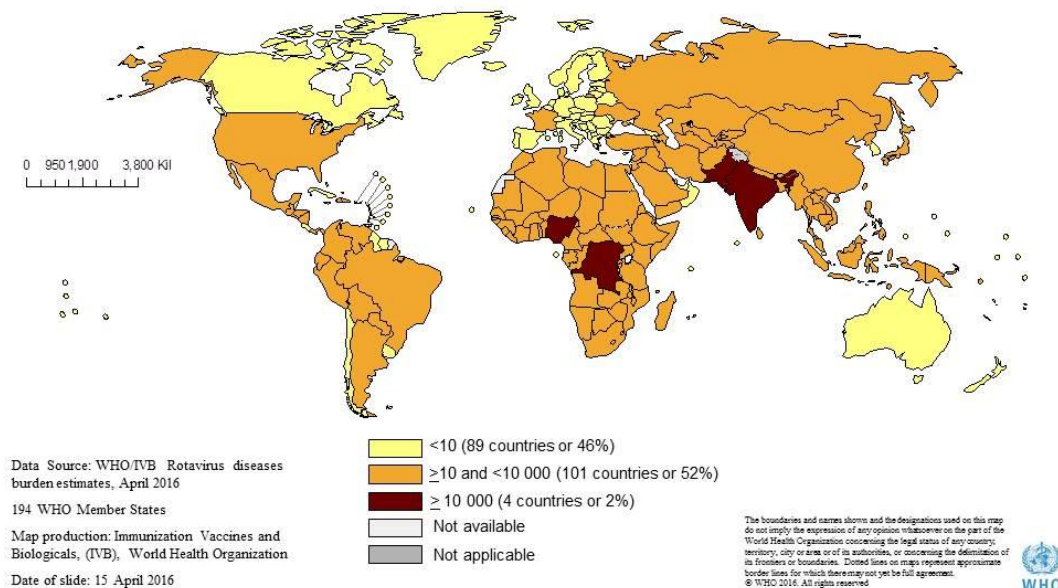 0 950 1,900 3,800 Kil
<10 (89 countries or 46%)
≥10 and <10 000 (101 countries or 52%)
≥ 10 000 (4 countries or 2%)
Not available
Not applicable
Data Source: WHO/IVB Rotavirus diseases
burden estimates, April 2016
194 WHO Member States
Map production: Immunization Vaccines and
Biologicals, (IVB), World Health Organization
Date of slide: 15 April 2016
The boundaries and names shown and the designations used on this map
do not imply the expression of any opinion whatsoever on the part of the
World Health Organization concerning the legal status of any country,
territory, city or area or of its authorities, or concerning the delimitation of
its frontiers or boundaries. Dotted lines on maps represent approximate
border lines for which there may not yet be full agreement.
© WHO 2016. All rights reserved
WHO